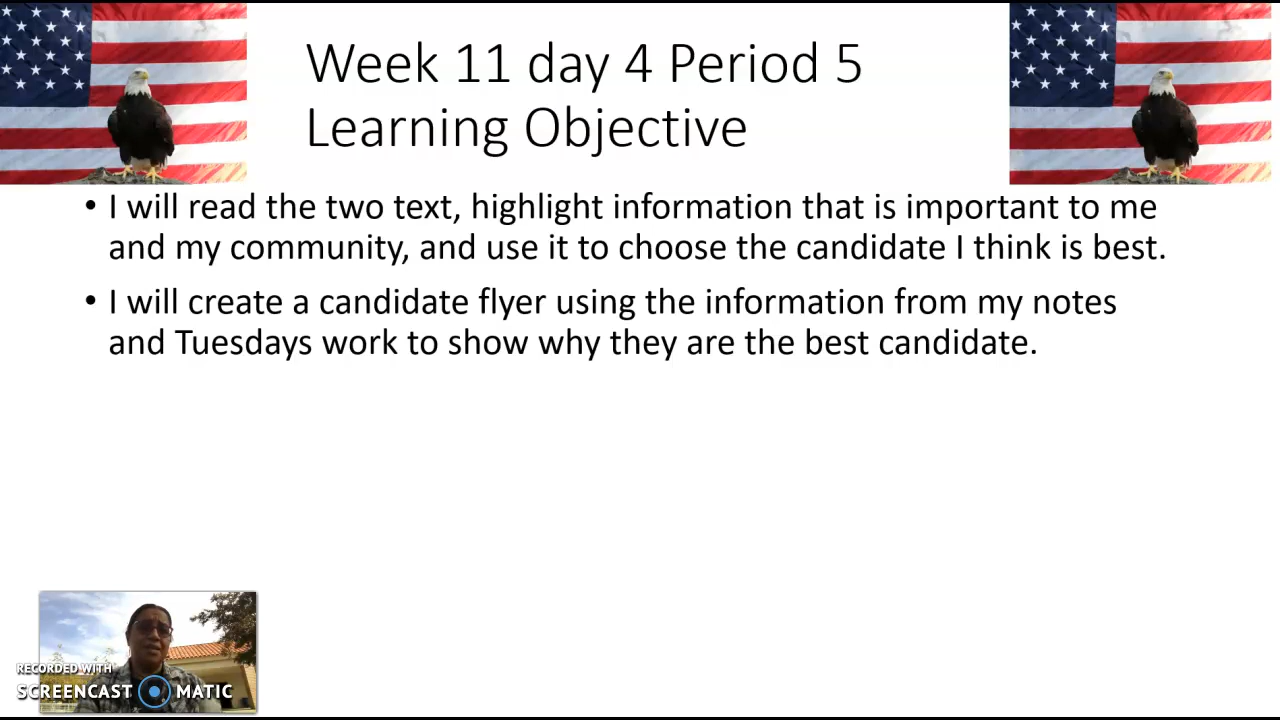 Week 11 day 4 Period 5
Learning Objective
• I will read the two text, highlight information that is important to me
and my community, and use it to choose the candidate I think is best.
• I will create a candidate flyer using the information from my notes
and Tuesdays work to show why they are the best candidate.
RECORDED WITH
SCREENCAST MATIC